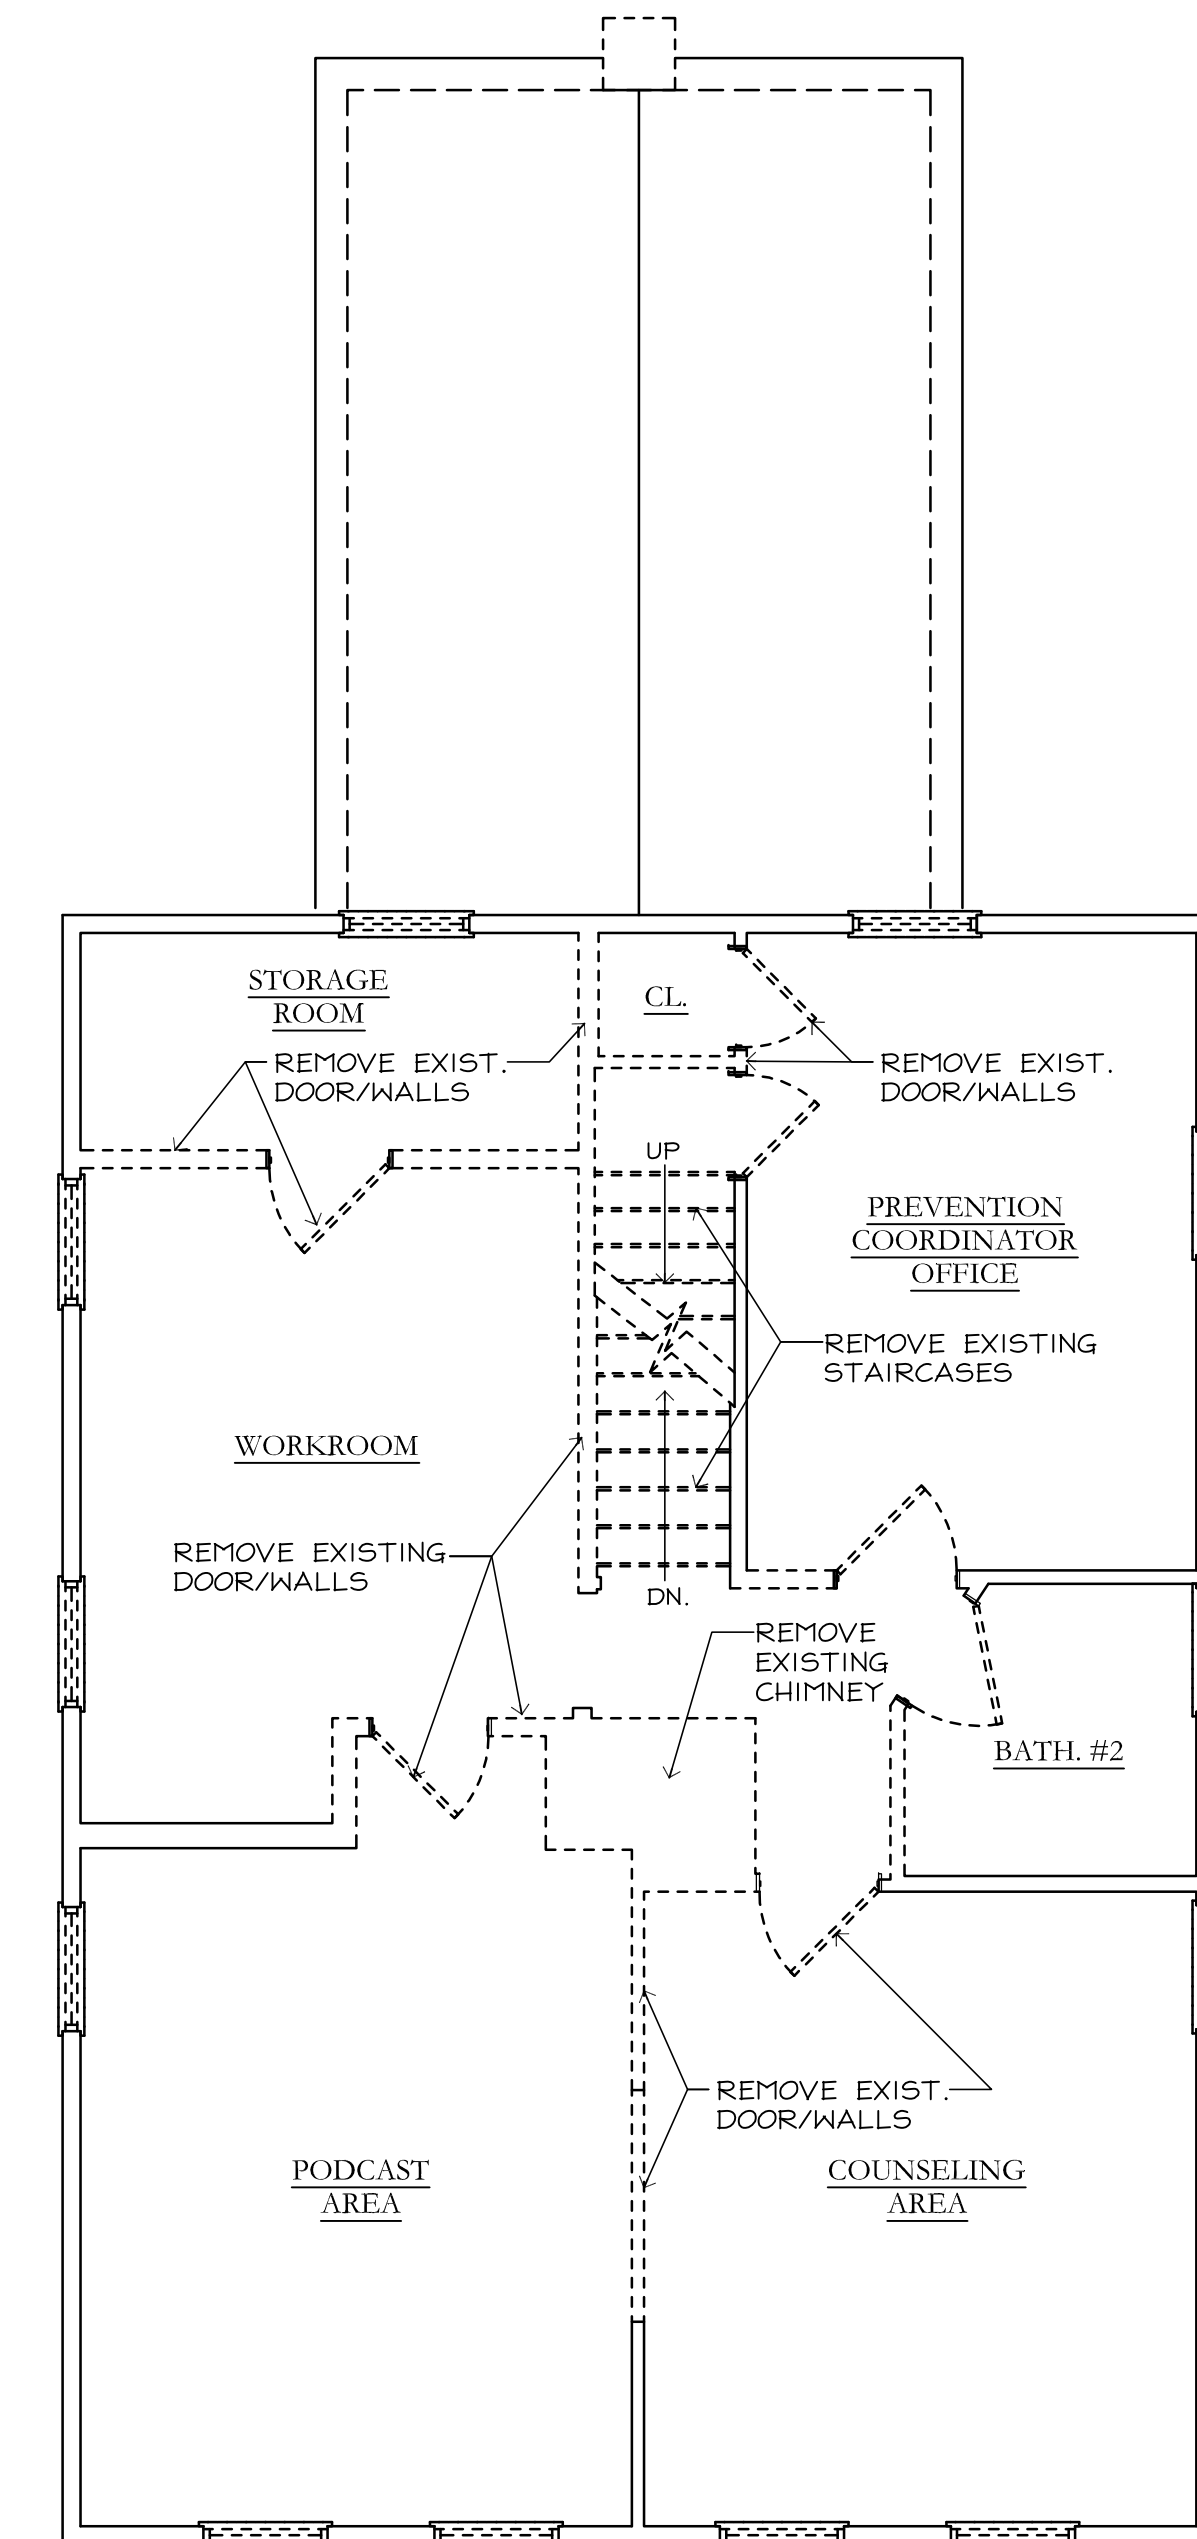 STORAGE
ROOM
CL.
REMOVE EXIST.
DOOR/WALLS
REMOVE EXIST.
DOOR/WALLS
UP
PREVENTION
COORDINATOR
OFFICE
REMOVE EXISTING
STAIRCASES
WORKROOM
REMOVE EXISTING
DOOR/WALLS
DN.
REMOVE
EXISTING
CHIMNEY
BATH. #2
REMOVE EXIST.
DOOR/WALLS
PODCAST
AREA
COUNSELING
AREA